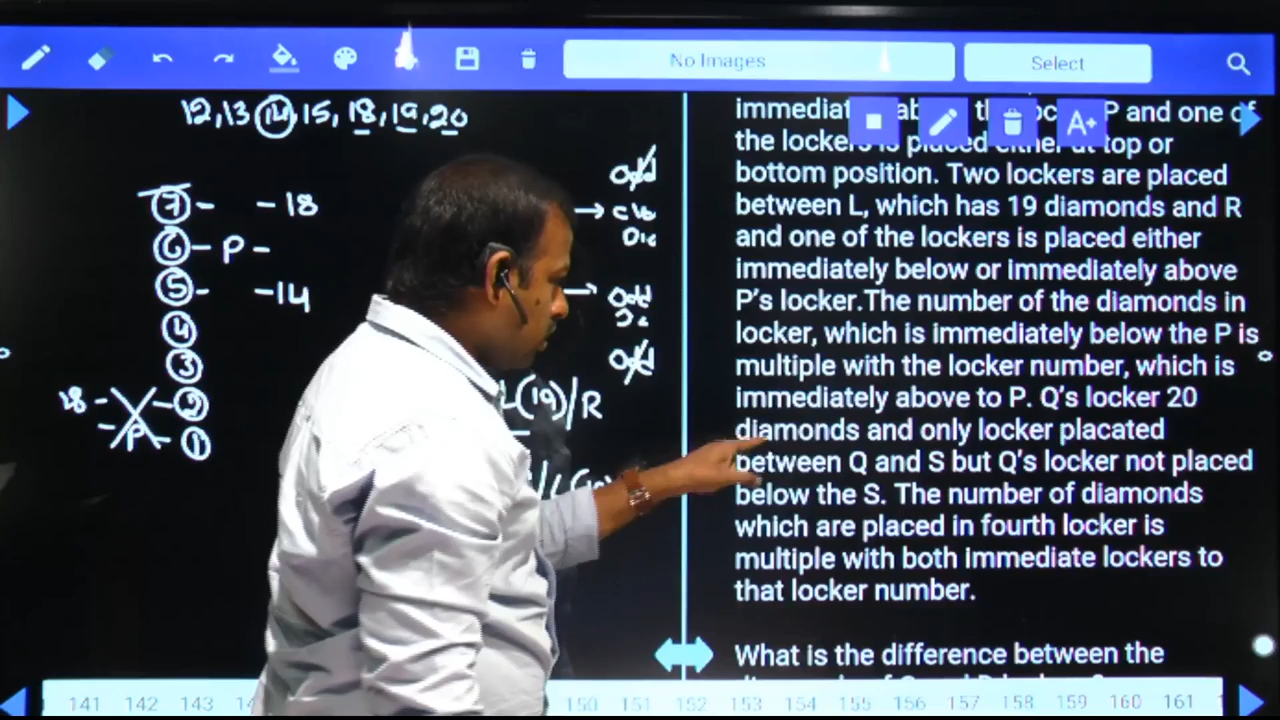 No Images
Select
12,13,14,15,18,19,20
7 - - 18
6 - P -
5 - - 14
4
3
18 - 2
- P - 1
Odd
Odd
Odd
L(19)/R
A+
P and one of
the lockers is placed either at top or
bottom position. Two lockers are placed
between L, which has 19 diamonds and R
and one of the lockers is placed either
immediately below or immediately above
P's locker.The number of the diamonds in
locker, which is immediately below the P is
multiple with the locker number, which is
immediately above to P. Q's locker 20
diamonds and only locker placated
between Q and S but Q's locker not placed
below the S. The number of diamonds
which are placed in fourth locker is
multiple with both Immediate lockers to
that locker number.
What is the difference between the
141 142 143 150 151 152 153 154 155 156 157 158 159 160 161